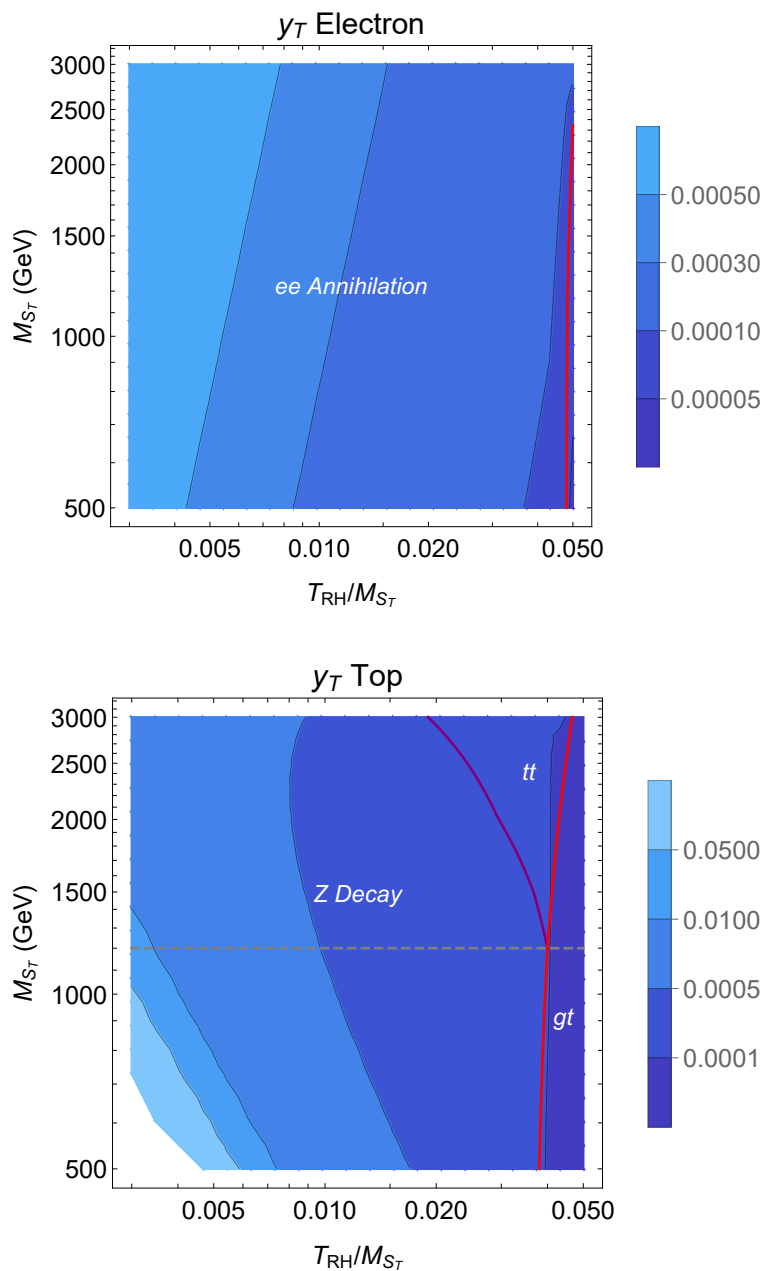 y_T Electron
3000
2500
2000
1500
1000
500
M_{S_T} (GeV)
ee Annihilation
0.005
0.010
0.020
0.050
T_RH/M_{S_T}
0.00050
0.00030
0.00010
0.00005
y_T Top
3000
2500
2000
1500
1000
500
M_{S_T} (GeV)
tt
Z Decay
gt
0.005
0.010
0.020
0.050
T_RH/M_{S_T}
0.0500
0.0100
0.0005
0.0001